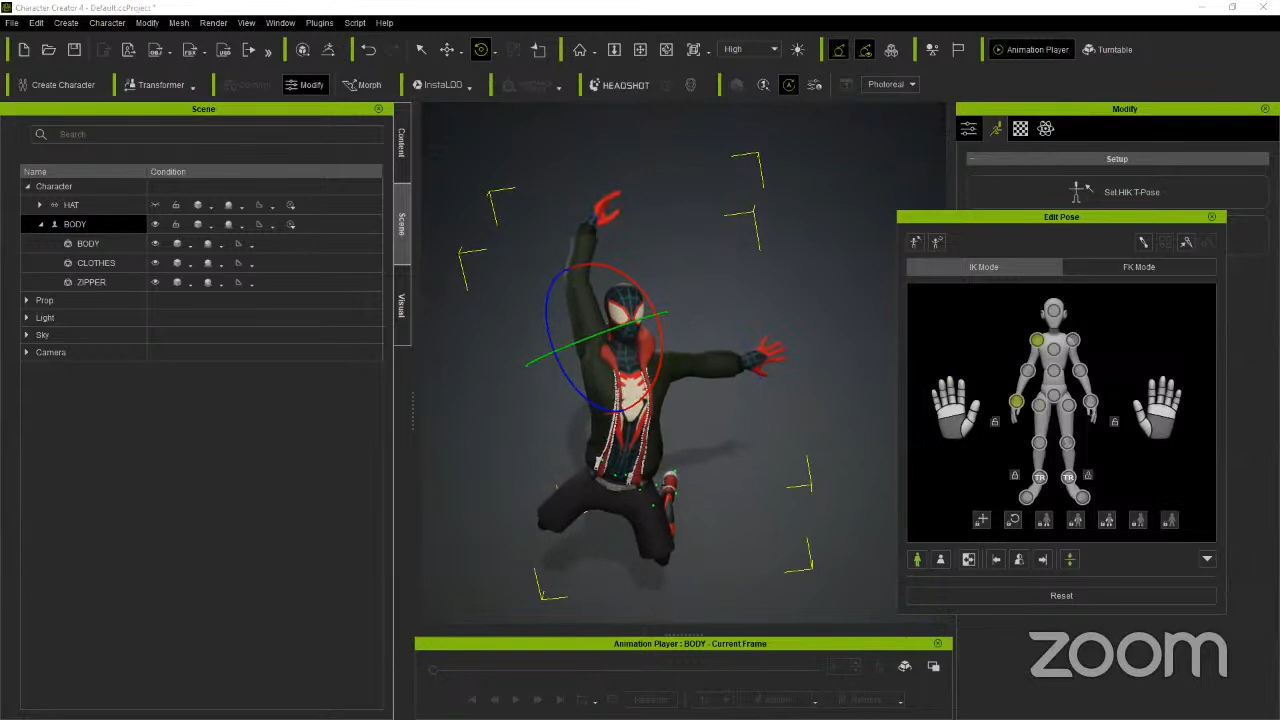 Character Creator 4 - Default.ccProject *
File Edit Create Character Modify Mesh Render View Window Plugins Script Help
High Animation Player Turntable
Create Character Transformer Modify Morph InstaLOD HEADSHOT Photoreal
Scene
Modify
Search
Content
Scene
Visual
Name Condition
Character
HAT
BODY
BODY
CLOTHES
ZIPPER
Prop
Light
Sky
Camera
Setup
Set HIK T-Pose
Edit Pose
IK Mode FK Mode
TR TR
Reset
Animation Player : BODY - Current Frame
zoom